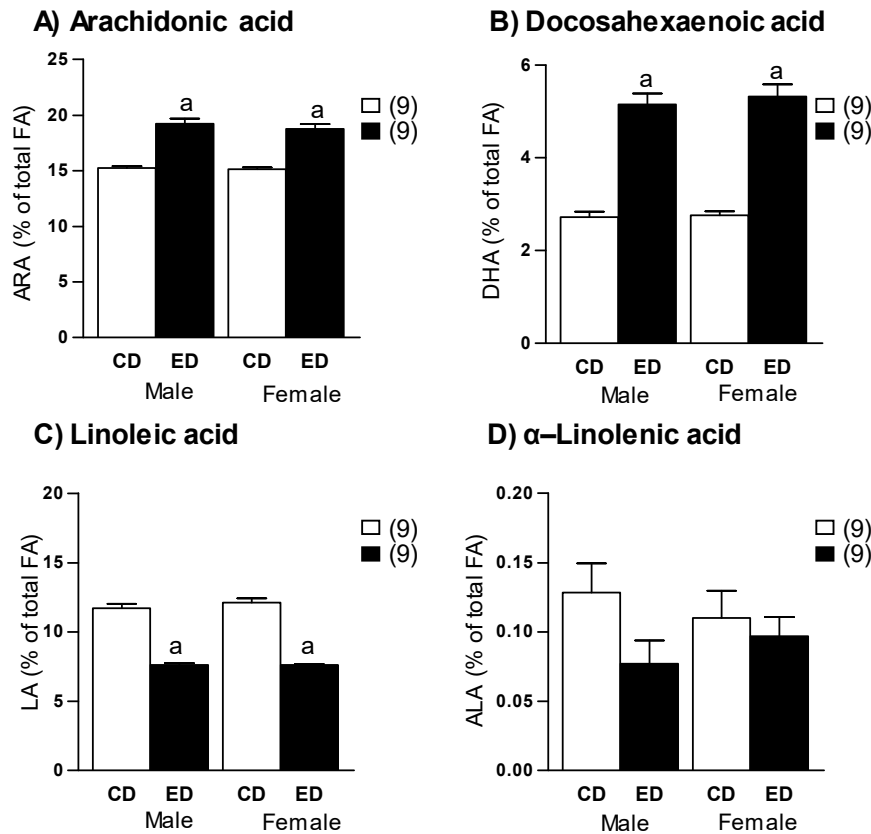 A) Arachidonic acid
ARA (% of total FA)
25
20
15
10
5
0
a
a
(9)
(9)
CD ED CD ED
Male Female
B) Docosahexaenoic acid
DHA (% of total FA)
6
4
2
0
a
a
(9)
(9)
CD ED CD ED
Male Female
C) Linoleic acid
LA (% of total FA)
20
15
10
5
0
a
a
(9)
(9)
CD ED CD ED
Male Female
D) α–Linolenic acid
ALA (% of total FA)
0.20
0.15
0.10
0.05
0.00
(9)
(9)
CD ED CD ED
Male Female